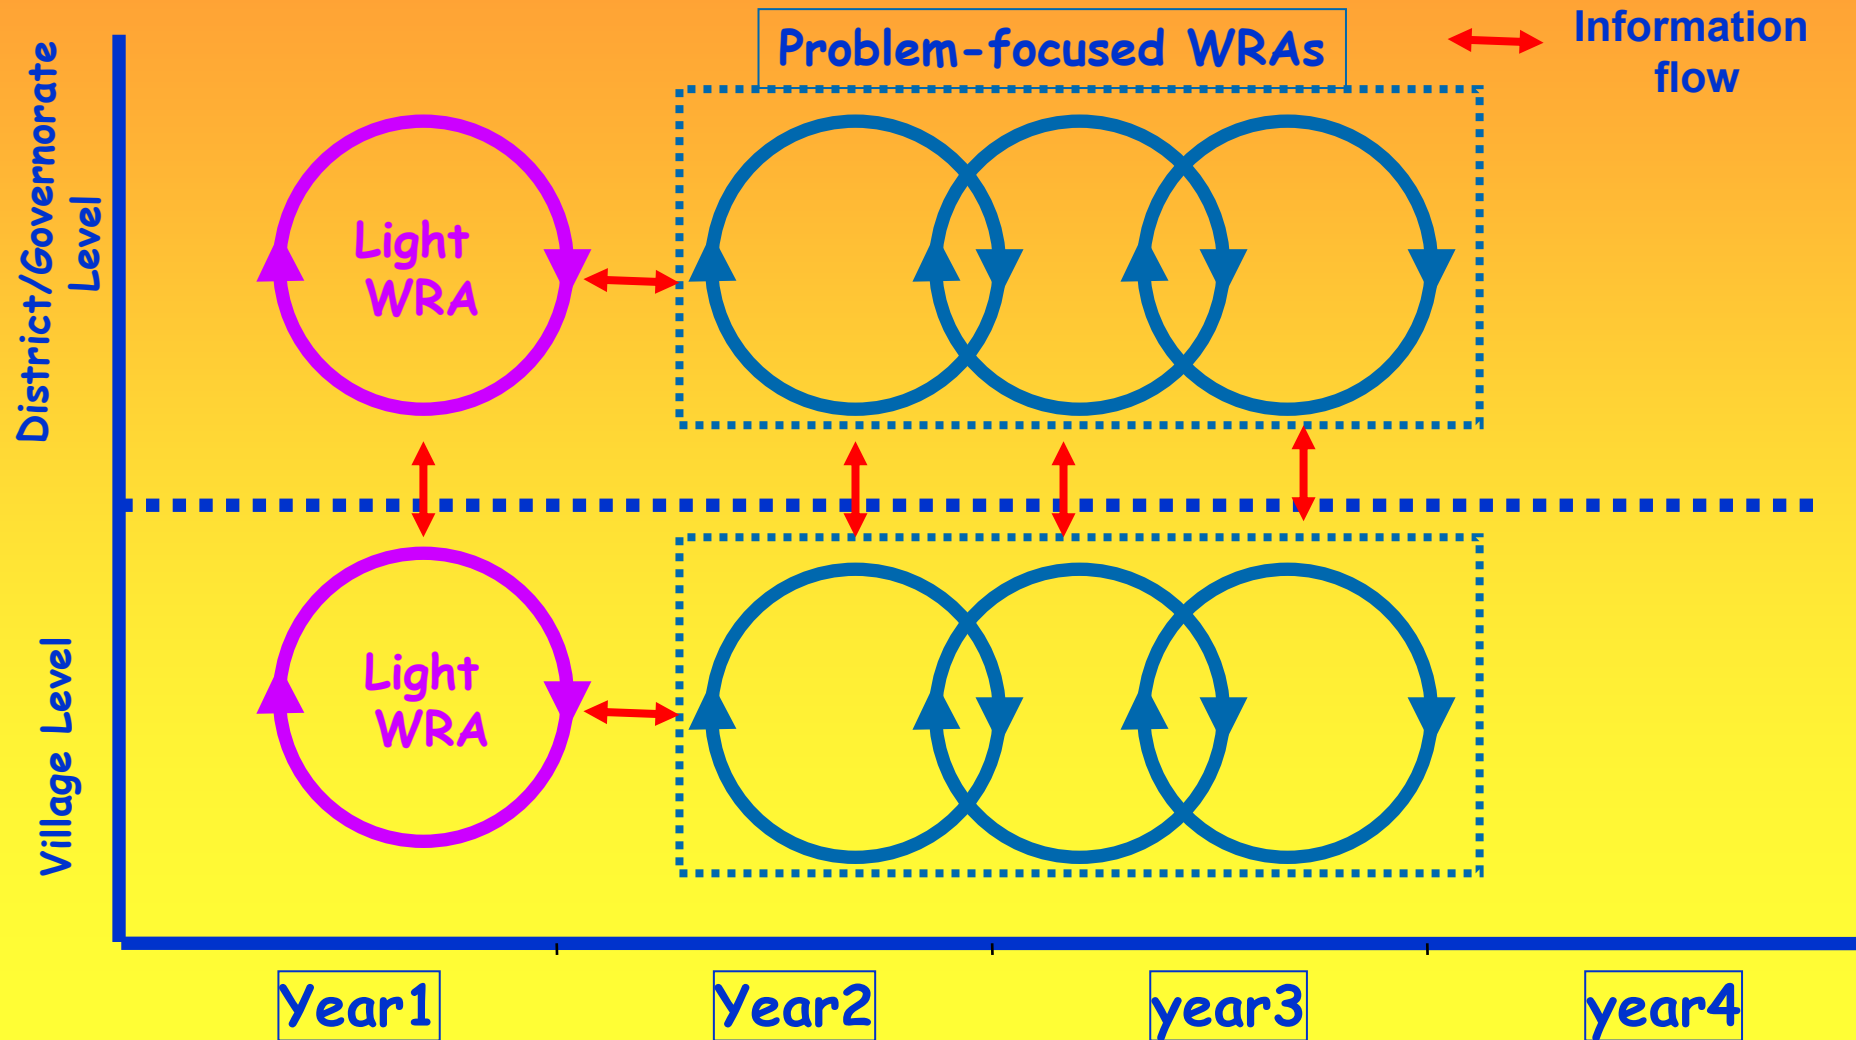 Problem-focused WRAs
Information
flow
District/Governorate
Level
Light
WRA
Village Level
Light
WRA
Year1
Year2
year3
year4